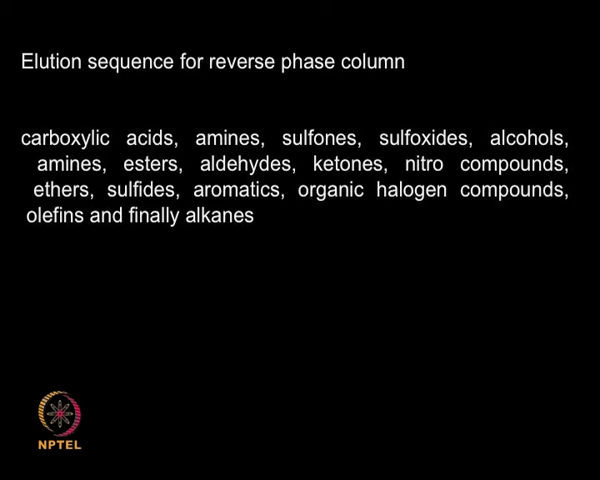 Elution sequence for reverse phase column
carboxylic acids, amines, sulfones, sulfoxides, alcohols,
amines, esters, aldehydes, ketones, nitro compounds,
ethers, sulfides, aromatics, organic halogen compounds,
olefins and finally alkanes
NPTEL